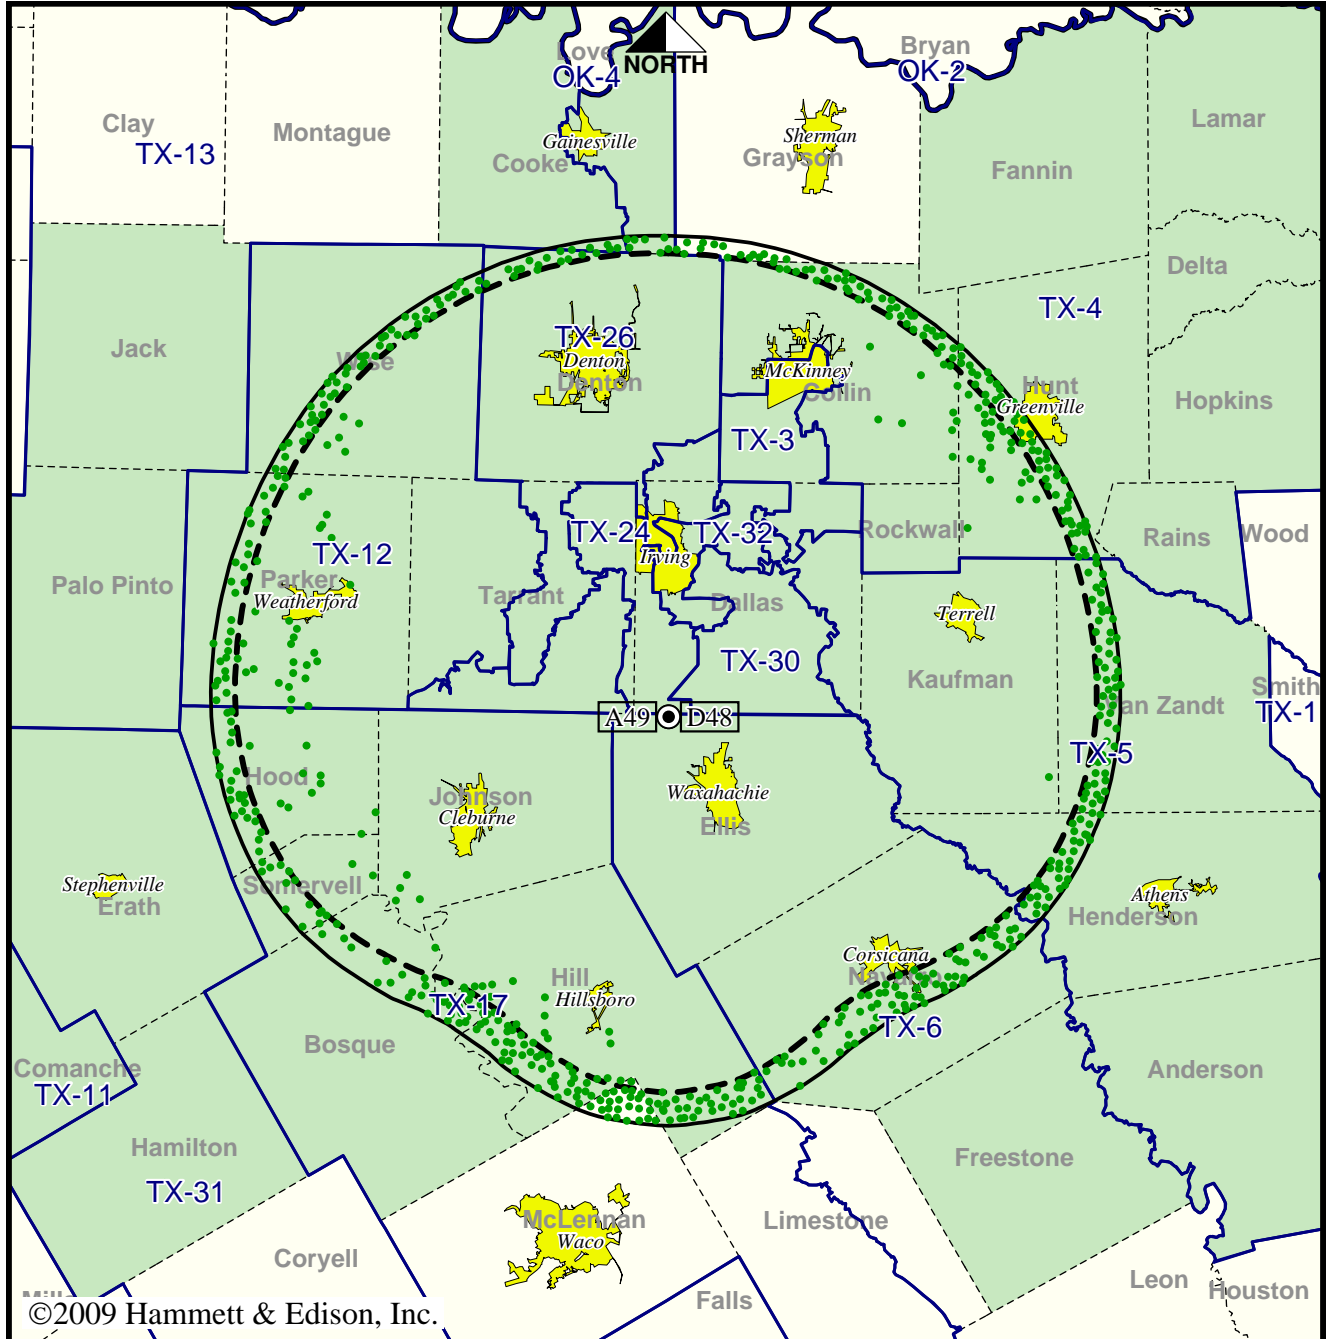 Love
OK-4
NORTH
Bryan
OK-2
Clay
TX-13
Montague
Gainesville
Cooke
Sherman
Grayson
Fannin
Lamar
Delta
TX-4
Jack
Wise
TX-26
Denton
Denton
McKinney
Collin
Hunt
Greenville
Hopkins
TX-3
TX-24
TX-32
Irving
Rockwall
Rains
Wood
TX-12
Palo Pinto
Parker
Weatherford
Tarrant
Dallas
Terrell
TX-30
Kaufman
Smith
TX-1
an Zandt
A49
D48
TX-5
Hood
Johnson
Cleburne
Waxahachie
Ellis
Stephenville
Erath
Somervell
Athens
Henderson
Corsicana
Navarro
Hill
Hillsboro
TX-17
TX-6
Bosque
Comanche
TX-11
Anderson
Hamilton
TX-31
Freestone
McLennan
Waco
Limestone
Coryell
Leon
Houston
Falls
©2009 Hammett & Edison, Inc.